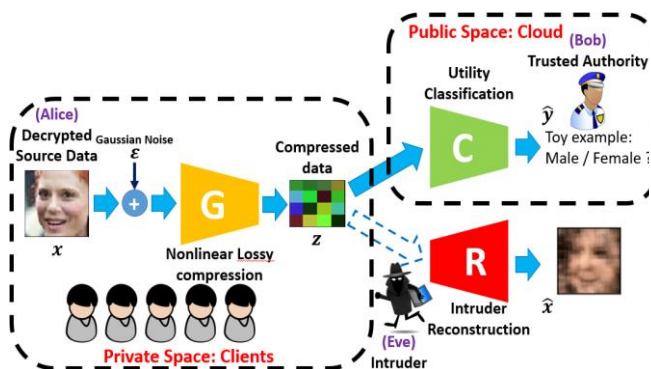 Public Space: Cloud
(Bob)
Trusted Authority
Utility
Classification
C
ŷ
Toy example:
Male / Female ?
(Alice)
Decrypted
Source Data
Gaussian Noise
ε
+
x
G
Compressed
data
z
Nonlinear Lossy
compression
R
x̂
Intruder
Reconstruction
(Eve)
Intruder
Private Space: Clients